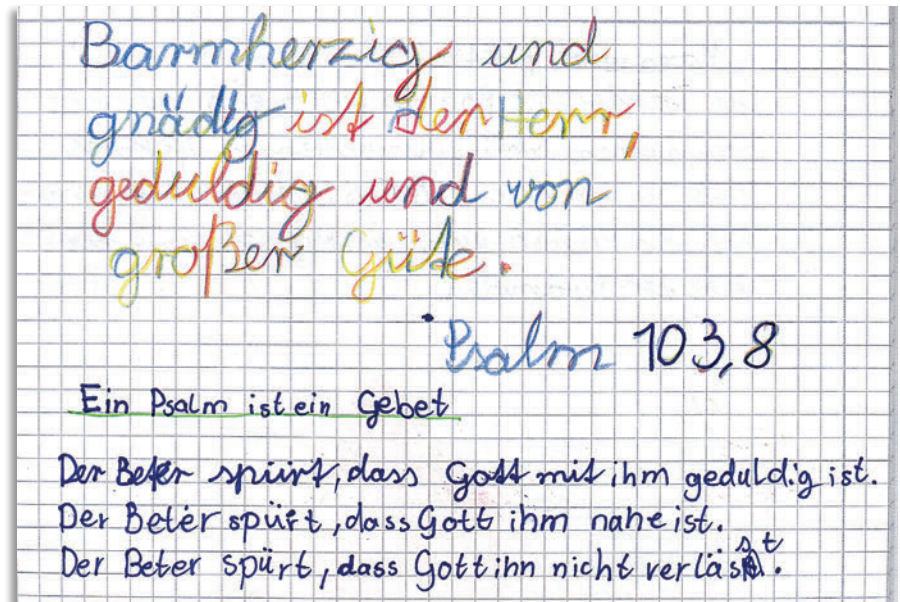 Barmherzig und
gnädig ist der Herr,
geduldig und von
großer Güte.
Psalm 103,8
Ein Psalm ist ein Gebet
Der Beter spürt, dass Gott mit ihm geduldig ist.
Der Beter spürt, dass Gott ihm nahe ist.
Der Beter spürt, dass Gott ihn nicht verlässt.